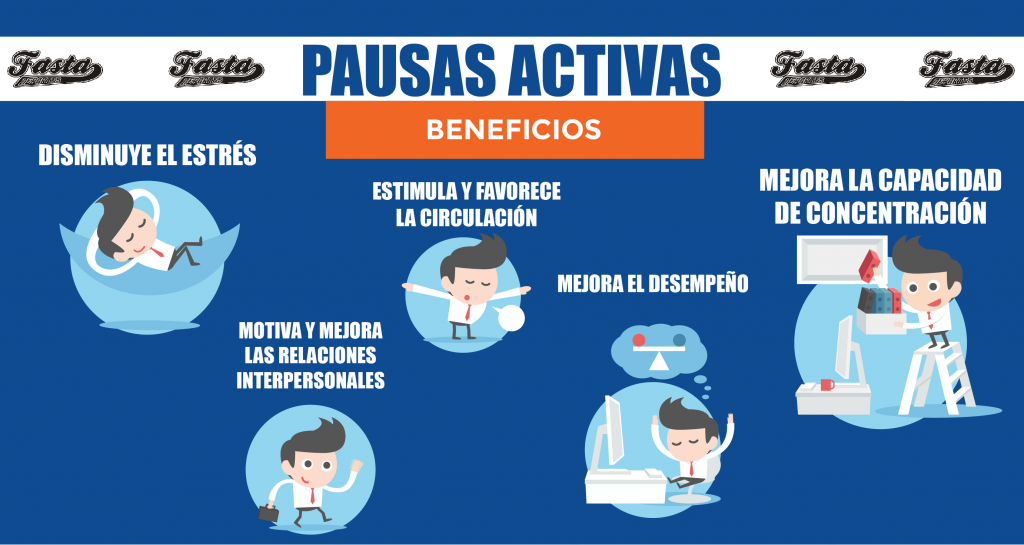 Fasta
Fasta
PAUSAS ACTIVAS
Fasta
Fasta
BENEFICIOS
DISMINUYE EL ESTRÉS
ESTIMULA Y FAVORECE
LA CIRCULACIÓN
MEJORA LA CAPACIDAD
DE CONCENTRACIÓN
MEJORA EL DESEMPEÑO
MOTIVA Y MEJORA
LAS RELACIONES
INTERPERSONALES